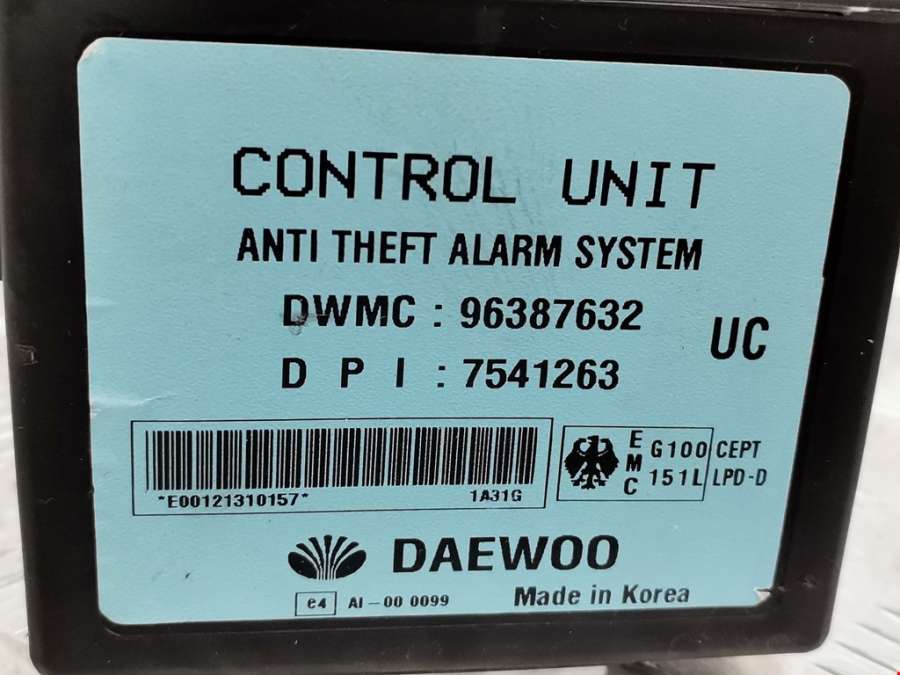 CONTROL UNIT
ANTI THEFT ALARM SYSTEM
DWMC : 96387632
UC
D P I : 7541263
*E00121310157*
1A31G
EMC
G100
151L
CEPT
LPD-D
DAEWOO
e4 AI-00 0099
Made in Korea